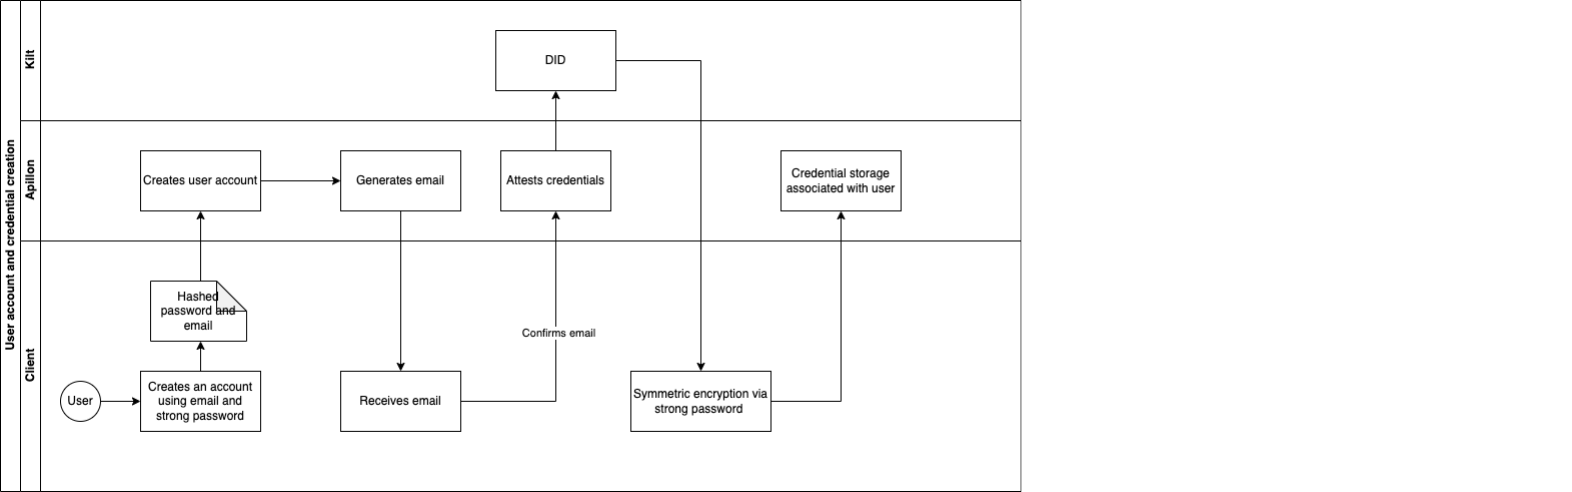 User account and credential creation
Kilt
DID
Apillon
Creates user account
Generates email
Attests credentials
Credential storage
associated with user
Client
Hashed
password and
email
Confirms email
User
Creates an account
using email and
strong password
Receives email
Symmetric encryption via
strong password